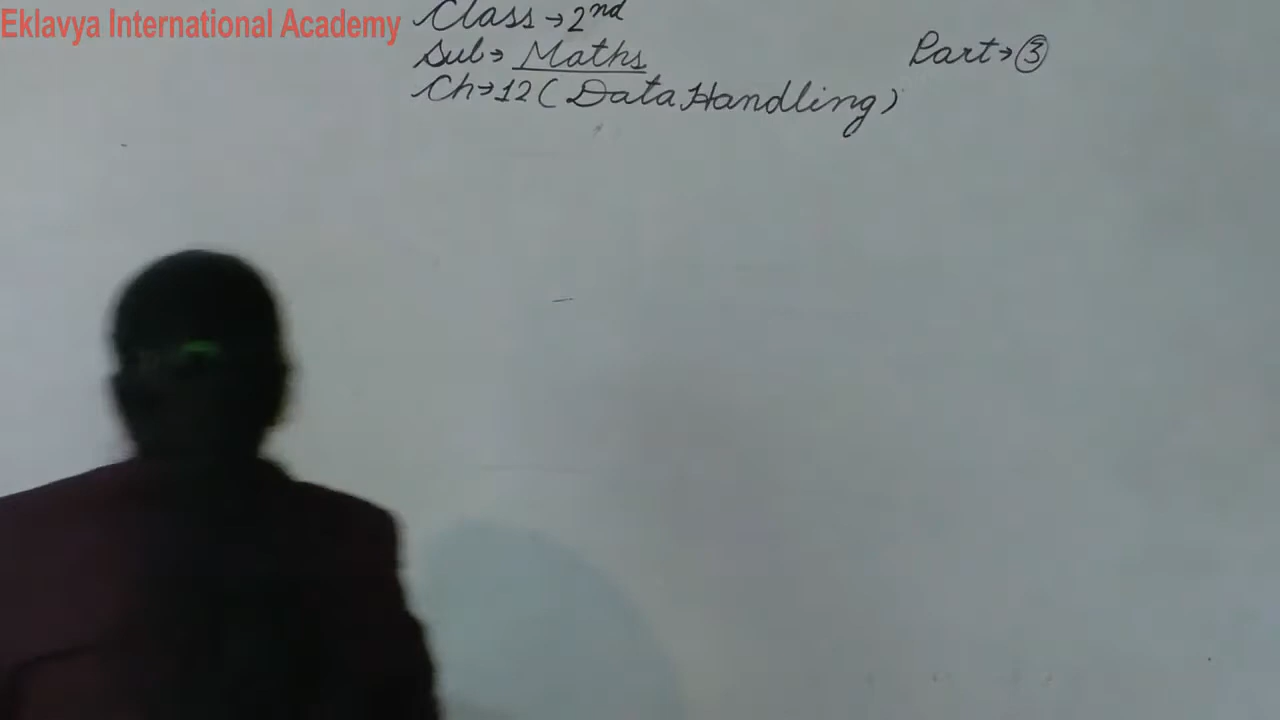 Eklavya International Academy
Class → 2nd
Sub → Maths
Part → 3
Ch → 12 ( Data Handling )